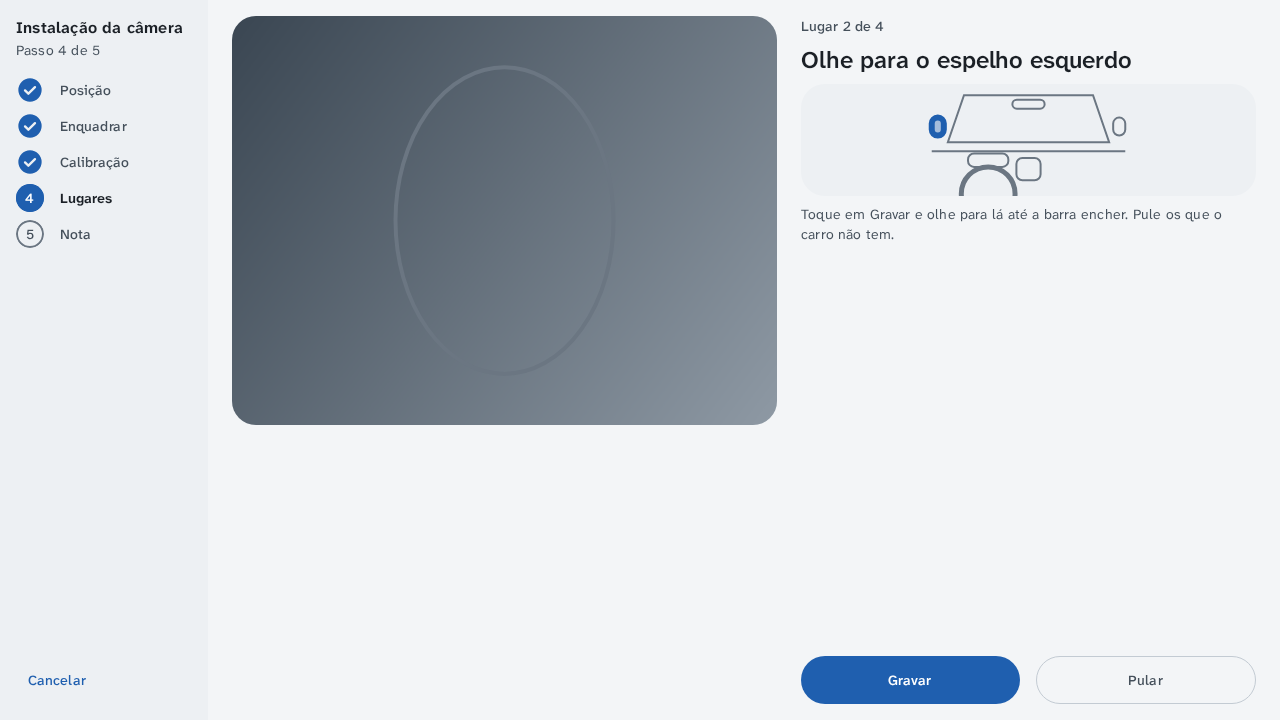 Instalação da câmera
Passo 4 de 5
Posição
Enquadrar
Calibração
4 Lugares
5 Nota
Cancelar
Lugar 2 de 4
Olhe para o espelho esquerdo
Toque em Gravar e olhe para lá até a barra encher. Pule os que o
carro não tem.
Gravar
Pular